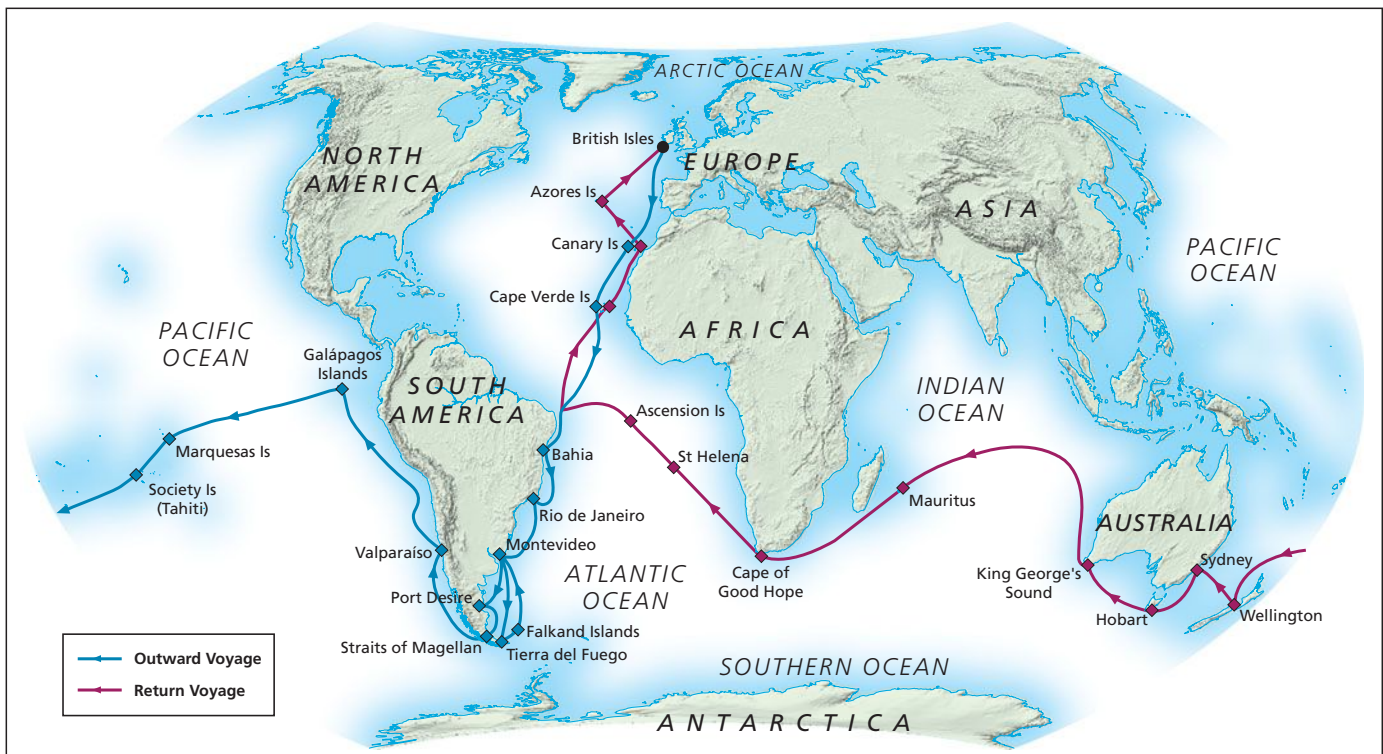 ARCTIC OCEAN
British Isles
NORTH
AMERICA
EUROPE
Azores Is
ASIA
Canary Is
PACIFIC
OCEAN
Cape Verde Is
AFRICA
PACIFIC
OCEAN
Galápagos
Islands
SOUTH
AMERICA
INDIAN
OCEAN
Ascension Is
Marquesas Is
Bahia
St Helena
Society Is
(Tahiti)
Mauritus
Rio de Janeiro
AUSTRALIA
Valparaíso
Montevideo
Sydney
ATLANTIC
OCEAN
Cape of
Good Hope
King George's
Sound
Port Desire
Hobart
Wellington
Falkand Islands
Straits of Magellan
Tierra del Fuego
Outward Voyage
Return Voyage
SOUTHERN OCEAN
ANTARCTICA